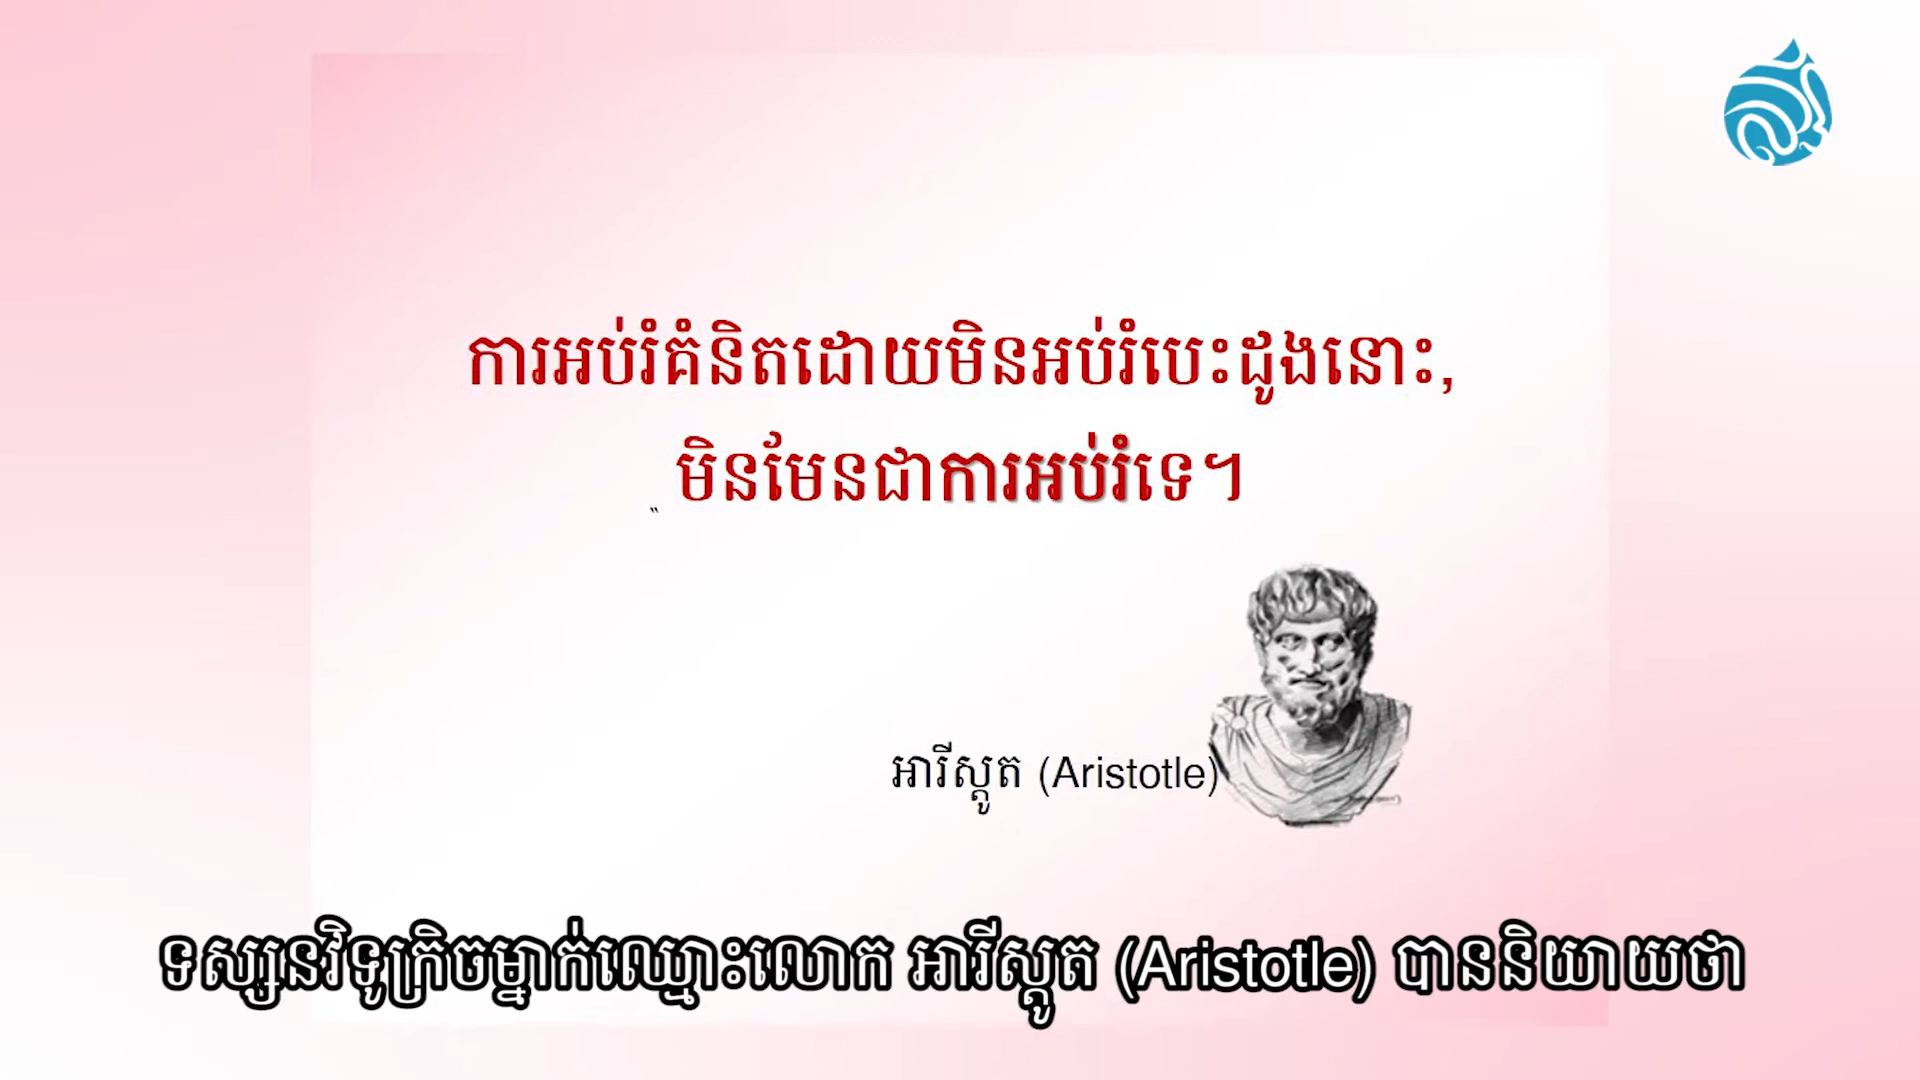 ការអប់រំគំនិតដោយមិនអប់រំបេះដូងនោះ,
មិនមែនជាការអប់រំទេ។
អារីស្តូត (Aristotle)
ទស្សនវិទូក្រិចម្នាក់ឈ្មោះលោក អារីស្តូត (Aristotle) បាននិយាយថា